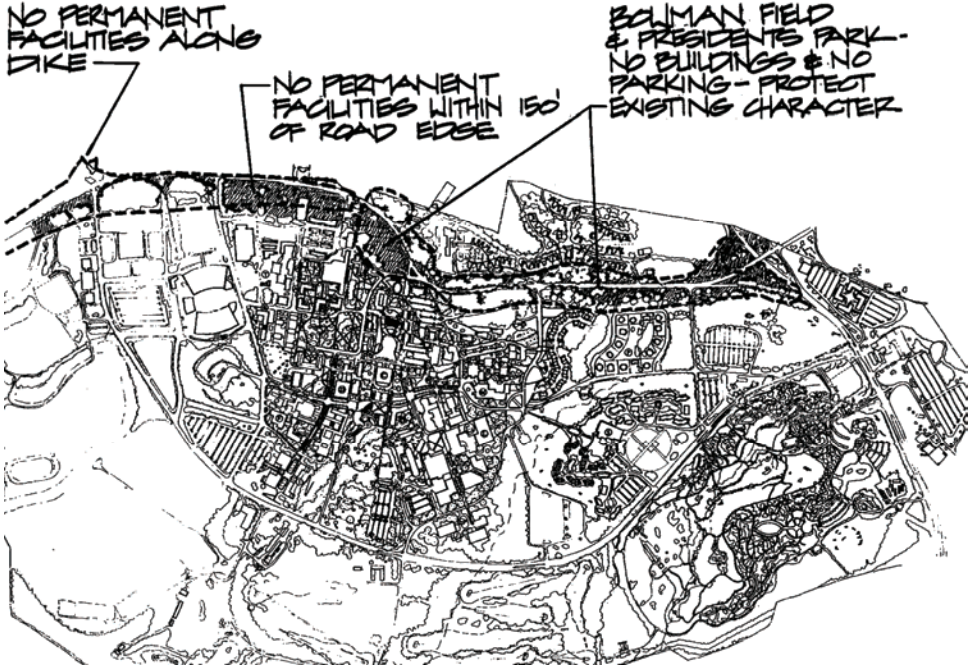 NO PERMANENT
FACILITIES ALONG
DIKE
NO PERMANENT
FACILITIES WITHIN 150'
OF ROAD EDGE
BOWMAN FIELD
& PRESIDENTS PARK -
NO BUILDINGS & NO
PARKING - PROTECT
EXISTING CHARACTER